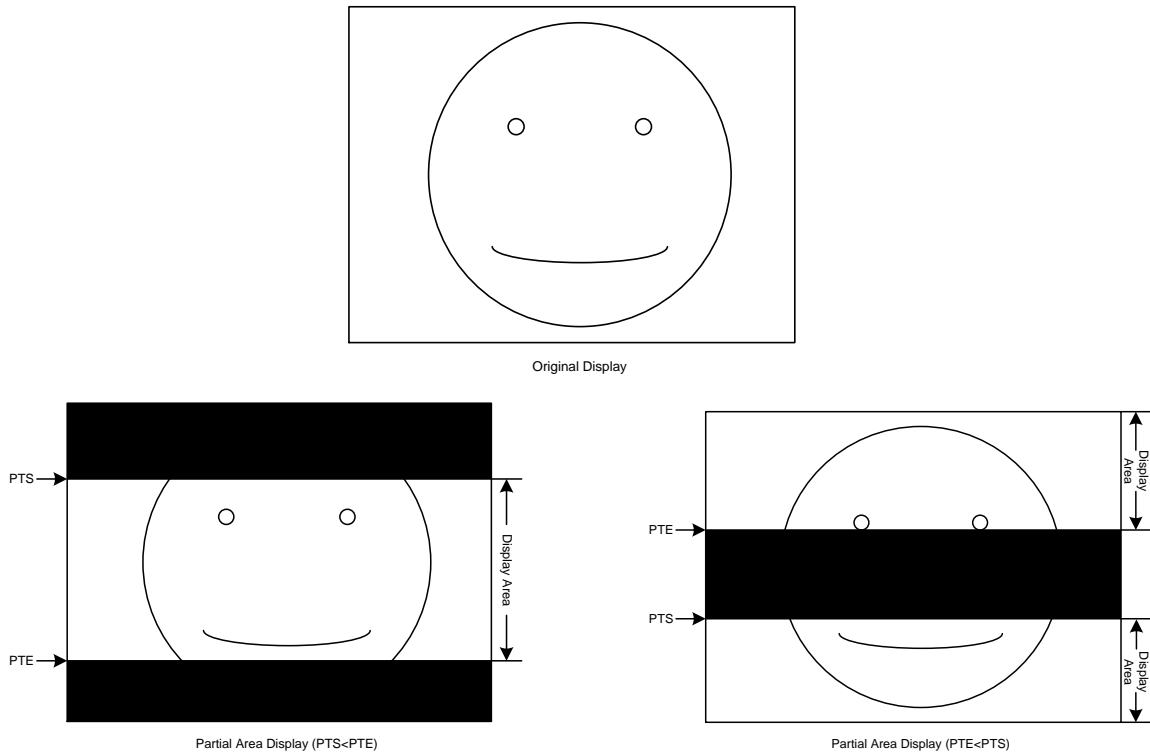 Original Display
PTS
PTE
Display Area
Partial Area Display (PTS<PTE)
PTE
PTS
Display
Area
Display
Area
Partial Area Display (PTE<PTS)